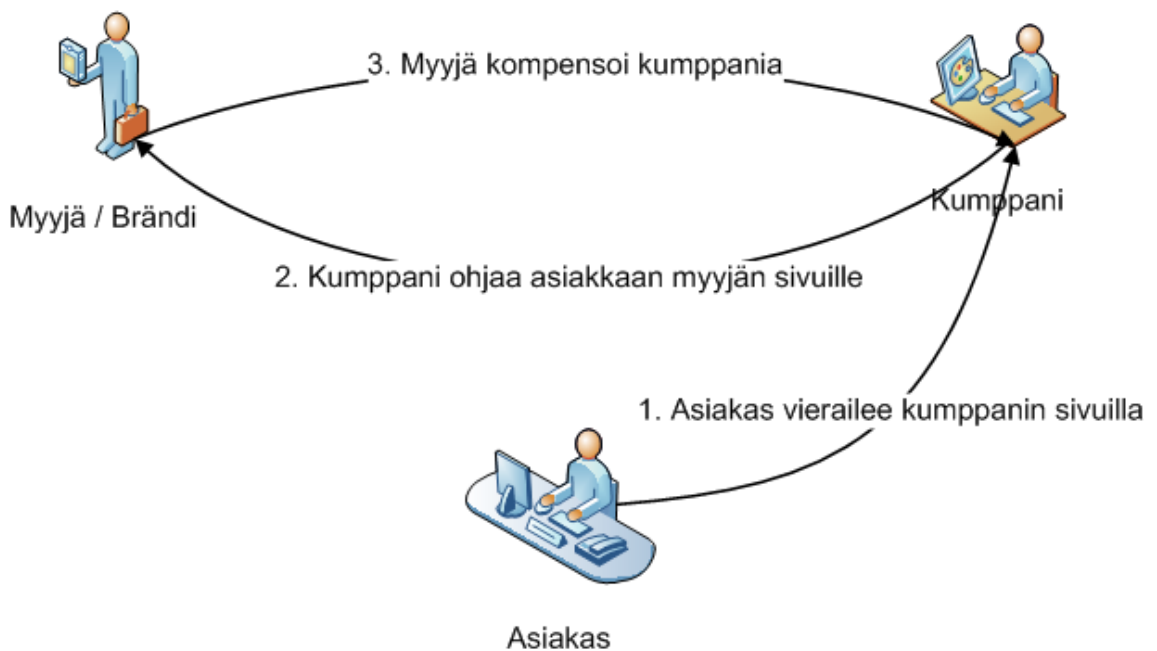 3. Myyjä kompensoi kumppania
Myyjä / Brändi
Kumppani
2. Kumppani ohjaa asiakkaan myyjän sivuille
1. Asiakas vierailee kumppanin sivuilla
Asiakas